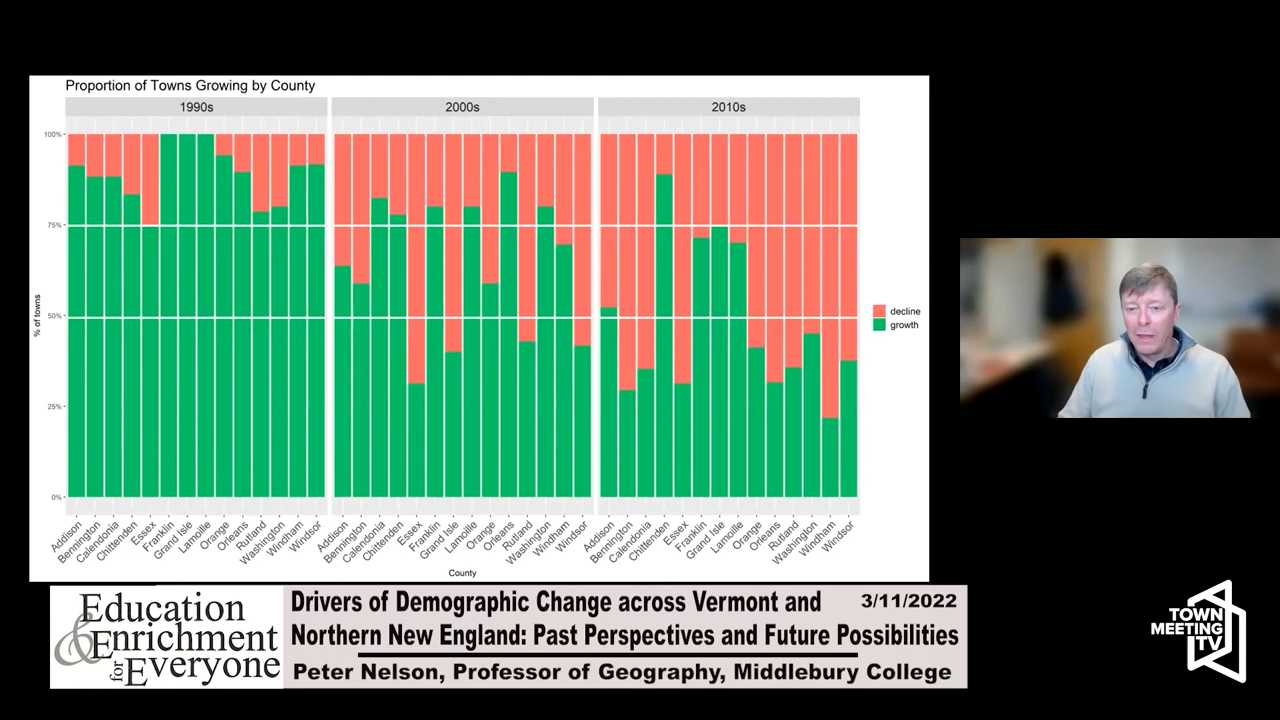 Proportion of Towns Growing by County
1990s
2000s
2010s
100%
75%
50%
25%
0%
% of towns
Addison
Bennington
Calendonia
Chittenden
Essex
Franklin
Grand Isle
Lamoille
Orange
Orleans
Rutland
Washington
Windham
Windsor
Addison
Bennington
Calendonia
Chittenden
Essex
Franklin
Grand Isle
Lamoille
Orange
Orleans
Rutland
Washington
Windham
Windsor
Addison
Bennington
Calendonia
Chittenden
Essex
Franklin
Grand Isle
Lamoille
Orange
Orleans
Rutland
Washington
Windham
Windsor
County
decline
growth
Education
& Enrichment
for Everyone
Drivers of Demographic Change across Vermont and 3/11/2022
Northern New England: Past Perspectives and Future Possibilities
Peter Nelson, Professor of Geography, Middlebury College
TOWN
MEETING
TV